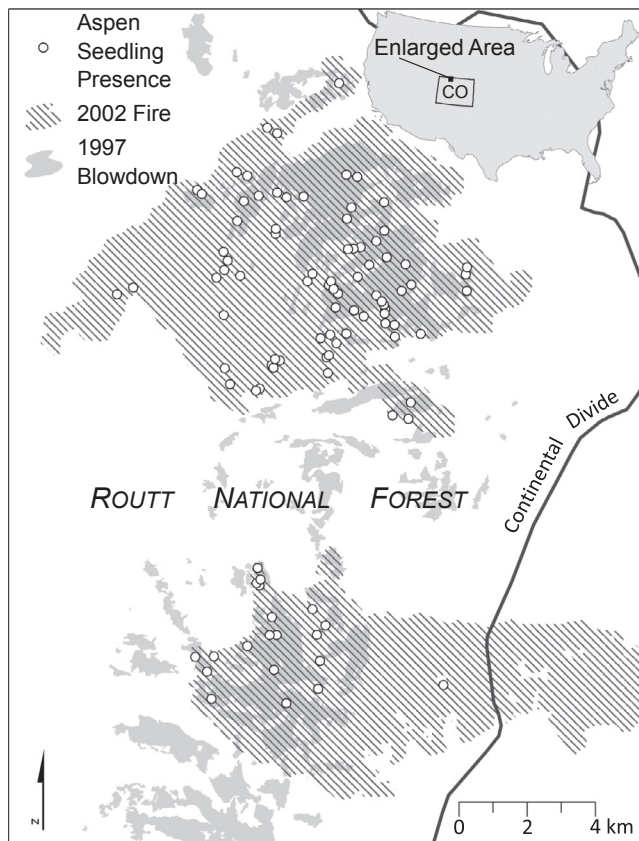 Aspen
Seedling
Presence
2002 Fire
1997
Blowdown
Enlarged Area
CO
Continental Divide
ROUTT NATIONAL FOREST
N
0 2 4 km